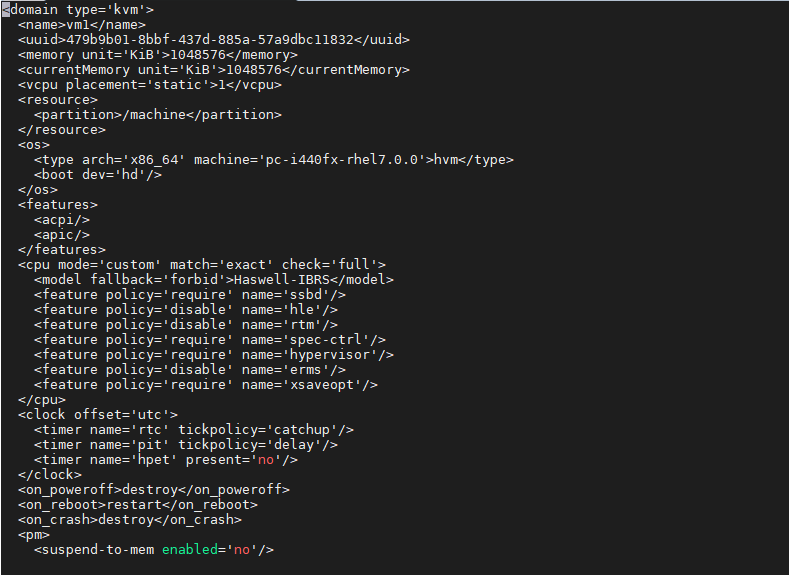 <domain type='kvm'>
  <name>vm1</name>
  <uuid>479b9b01-8bbf-437d-885a-57a9dbc11832</uuid>
  <memory unit='KiB'>1048576</memory>
  <currentMemory unit='KiB'>1048576</currentMemory>
  <vcpu placement='static'>1</vcpu>
  <resource>
    <partition>/machine</partition>
  </resource>
  <os>
    <type arch='x86_64' machine='pc-i440fx-rhel7.0.0'>hvm</type>
    <boot dev='hd'/>
  </os>
  <features>
    <acpi/>
    <apic/>
  </features>
  <cpu mode='custom' match='exact' check='full'>
    <model fallback='forbid'>Haswell-IBRS</model>
    <feature policy='require' name='ssbd'/>
    <feature policy='disable' name='hle'/>
    <feature policy='disable' name='rtm'/>
    <feature policy='require' name='spec-ctrl'/>
    <feature policy='require' name='hypervisor'/>
    <feature policy='disable' name='erms'/>
    <feature policy='require' name='xsaveopt'/>
  </cpu>
  <clock offset='utc'>
    <timer name='rtc' tickpolicy='catchup'/>
    <timer name='pit' tickpolicy='delay'/>
    <timer name='hpet' present='no'/>
  </clock>
  <on_poweroff>destroy</on_poweroff>
  <on_reboot>restart</on_reboot>
  <on_crash>destroy</on_crash>
  <pm>
    <suspend-to-mem enabled='no'/>